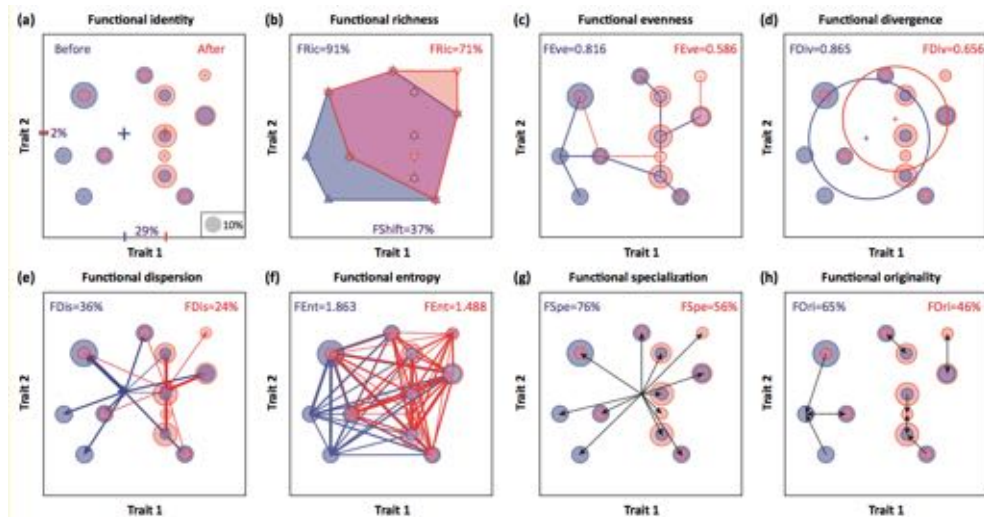 (a) Functional identity
Before After
2%
29%
10%
Trait 2
Trait 1
(b) Functional richness
FRic=91% FRic=71%
FShift=37%
Trait 2
Trait 1
(c) Functional evenness
FEve=0.816 FEve=0.586
Trait 2
Trait 1
(d) Functional divergence
FDiv=0.865 FDiv=0.656
Trait 2
Trait 1
(e) Functional dispersion
FDis=36% FDis=24%
Trait 2
Trait 1
(f) Functional entropy
FEnt=1.863 FEnt=1.488
Trait 2
Trait 1
(g) Functional specialization
FSpe=76% FSpe=56%
Trait 2
Trait 1
(h) Functional originality
FOri=65% FOri=46%
Trait 2
Trait 1